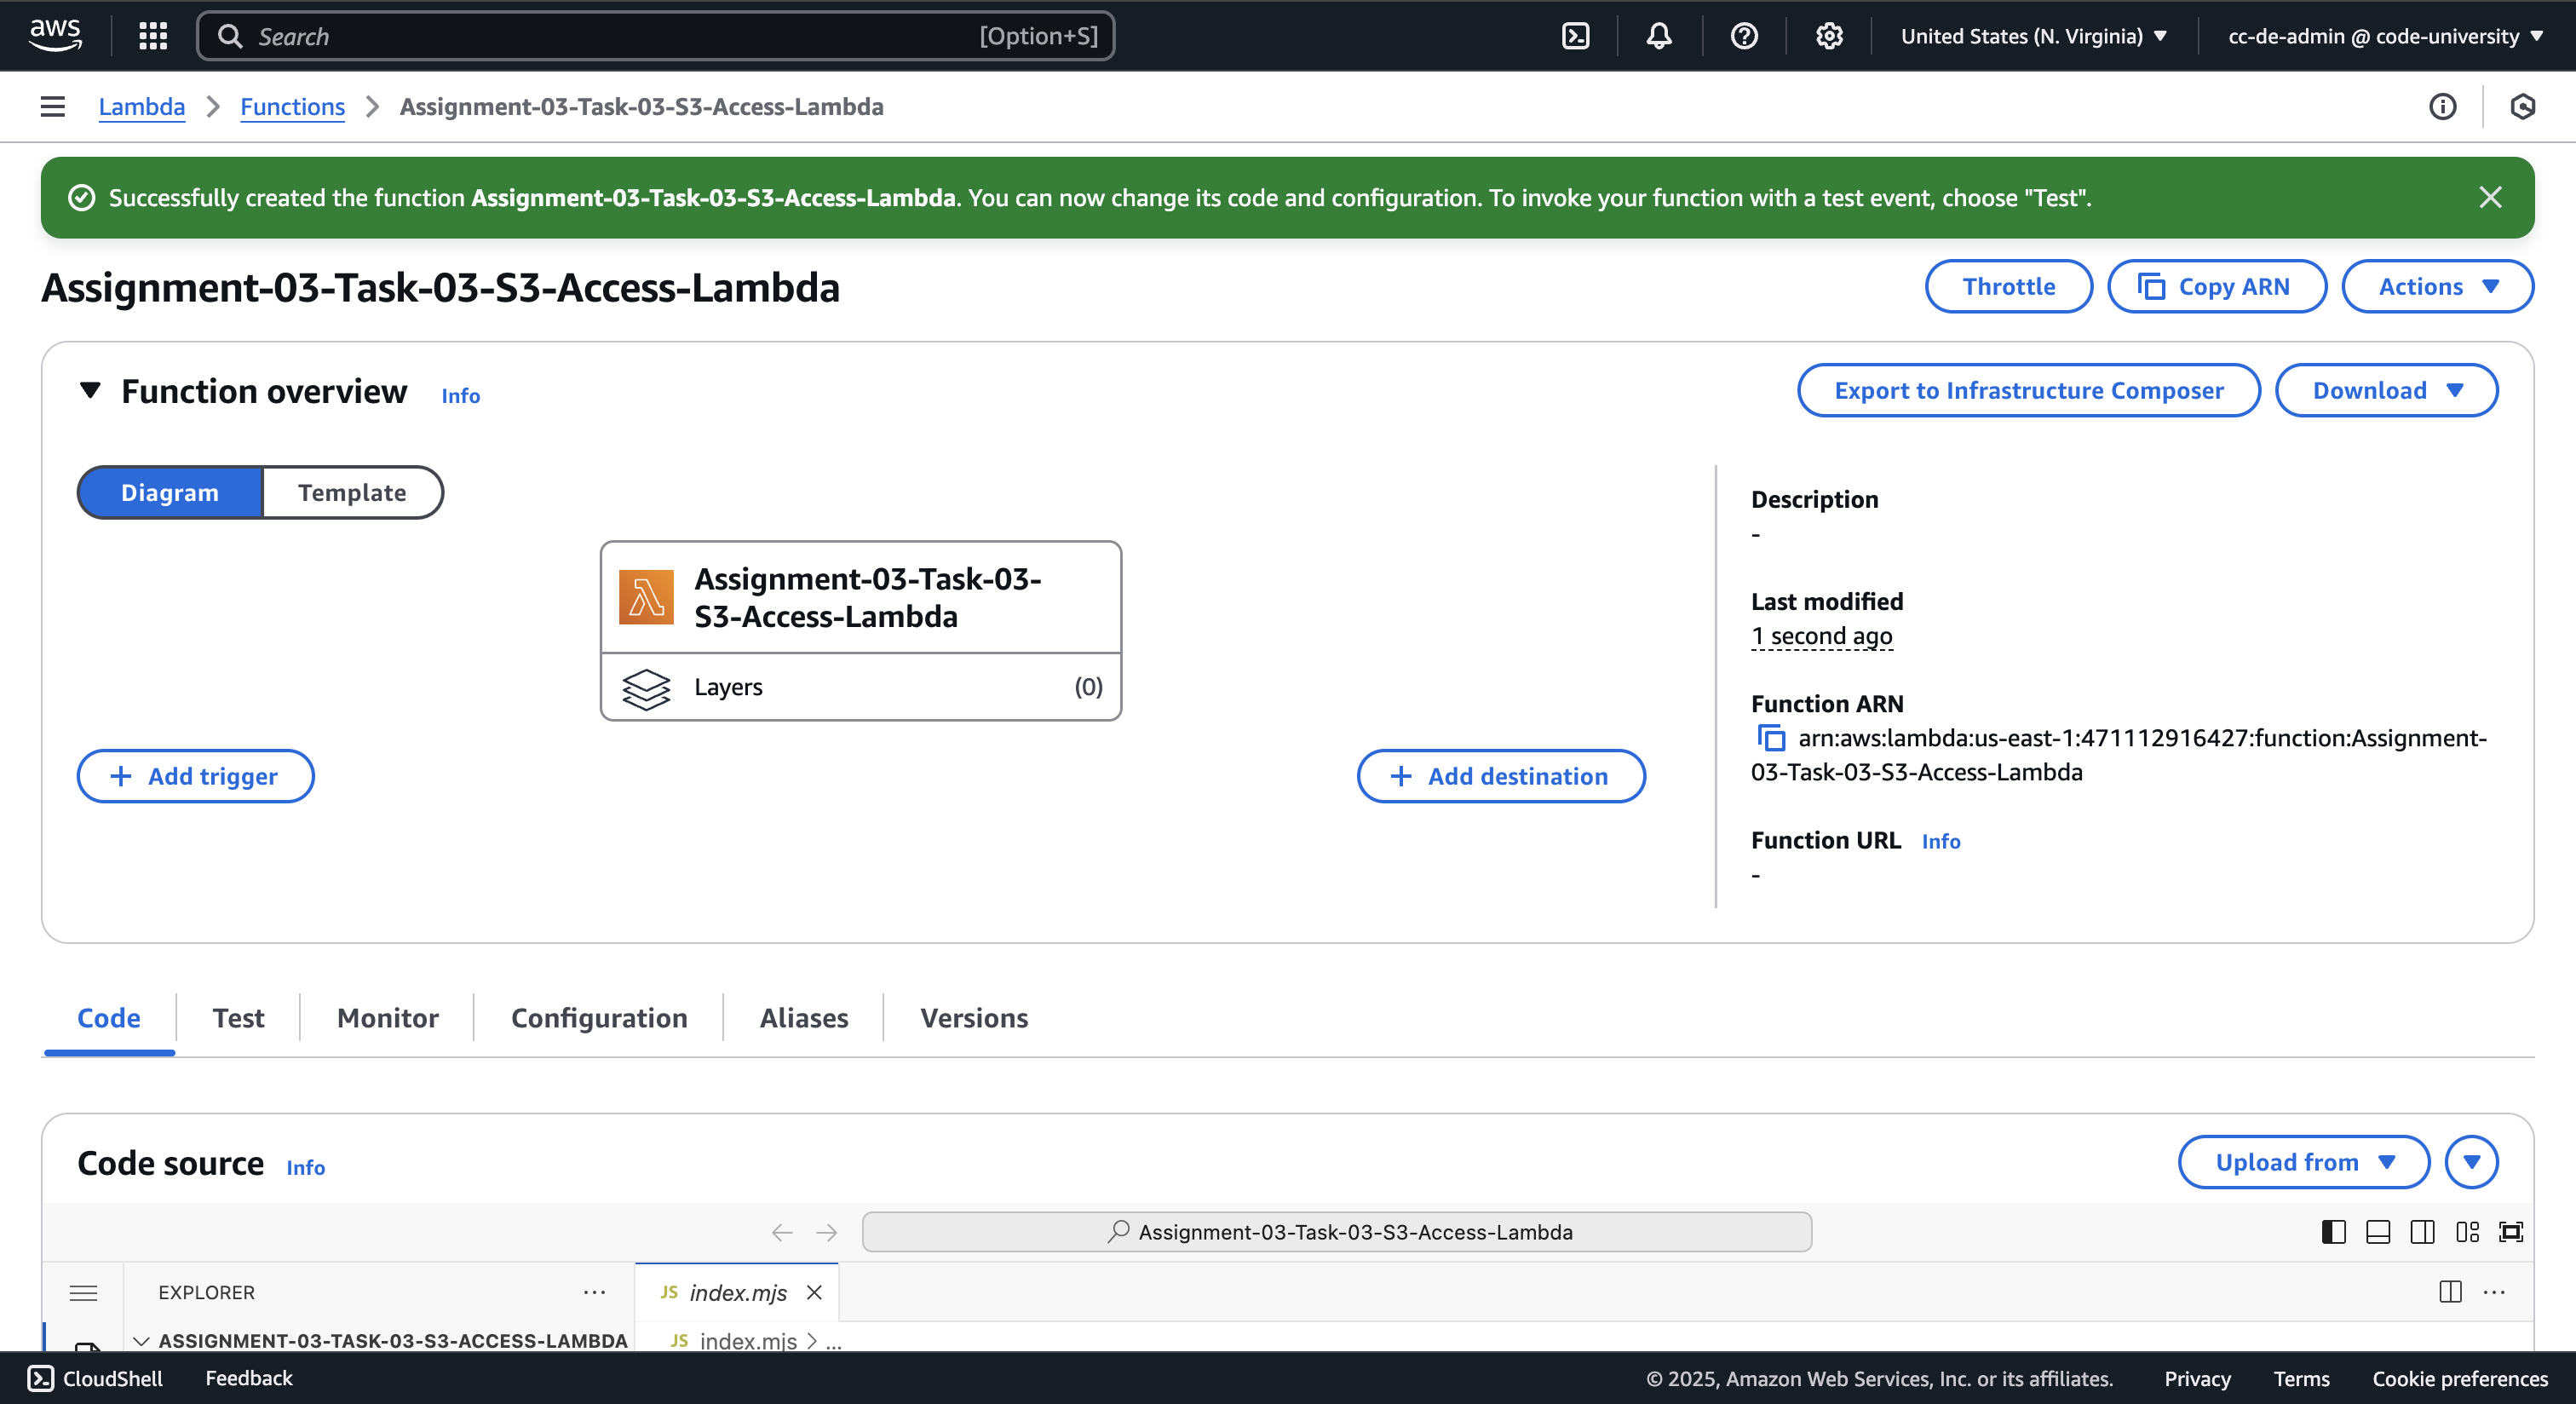 aws
Search [Option+S]
United States (N. Virginia)
cc-de-admin @ code-university
Lambda
Functions
Assignment-03-Task-03-S3-Access-Lambda
Successfully created the function Assignment-03-Task-03-S3-Access-Lambda. You can now change its code and configuration. To invoke your function with a test event, choose "Test".
Assignment-03-Task-03-S3-Access-Lambda
Throttle
Copy ARN
Actions
Function overview Info
Export to Infrastructure Composer
Download
Diagram
Template
Assignment-03-Task-03-
S3-Access-Lambda
Layers (0)
+ Add trigger
+ Add destination
Description
-
Last modified
1 second ago
Function ARN
arn:aws:lambda:us-east-1:471112916427:function:Assignment-
03-Task-03-S3-Access-Lambda
Function URL Info
-
Code
Test
Monitor
Configuration
Aliases
Versions
Code source Info
Upload from
Assignment-03-Task-03-S3-Access-Lambda
EXPLORER
JS index.mjs
ASSIGNMENT-03-TASK-03-S3-ACCESS-LAMBDA
JS index.mjs > ...
CloudShell
Feedback
© 2025, Amazon Web Services, Inc. or its affiliates.
Privacy
Terms
Cookie preferences